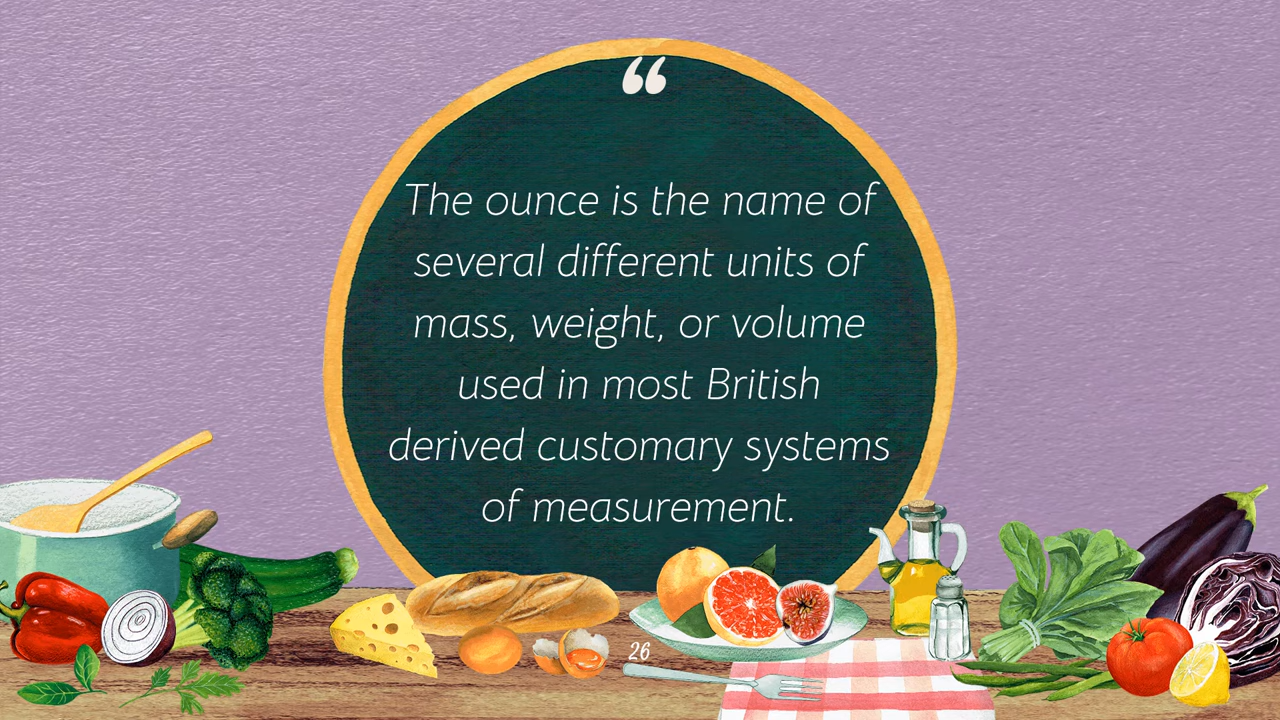 “
The ounce is the name of
several different units of
mass, weight, or volume
used in most British
derived customary systems
of measurement.
26